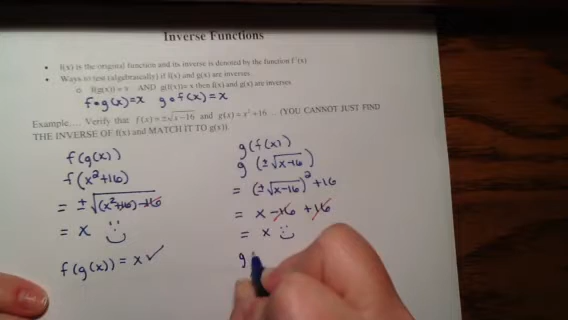 Inverse Functions
• f(x) is the original function and its inverse is denoted by the function f⁻¹(x)
• Ways to test (algebraically) if f(x) and g(x) are inverses
o f(g(x)) = x AND g(f(x)) = x then f(x) and g(x) are inverses
f∘g(x)=x g∘f(x)=x
Example.... Verify that f(x)=±√x−16 and g(x)=x²+16 ... (YOU CANNOT JUST FIND
THE INVERSE OF f(x) and MATCH IT TO g(x)).
f(g(x))
f(x²+16)
= ±√(x²+16)−16
= x
f(g(x)) = x ✓
g(f(x))
g(±√x−16)
= (±√x−16)² +16
= x −16 +16
= x
g